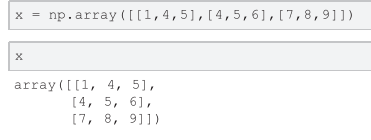 x = np.array([[1,4,5],[4,5,6],[7,8,9]])
x
array([[1, 4, 5],
       [4, 5, 6],
       [7, 8, 9]])